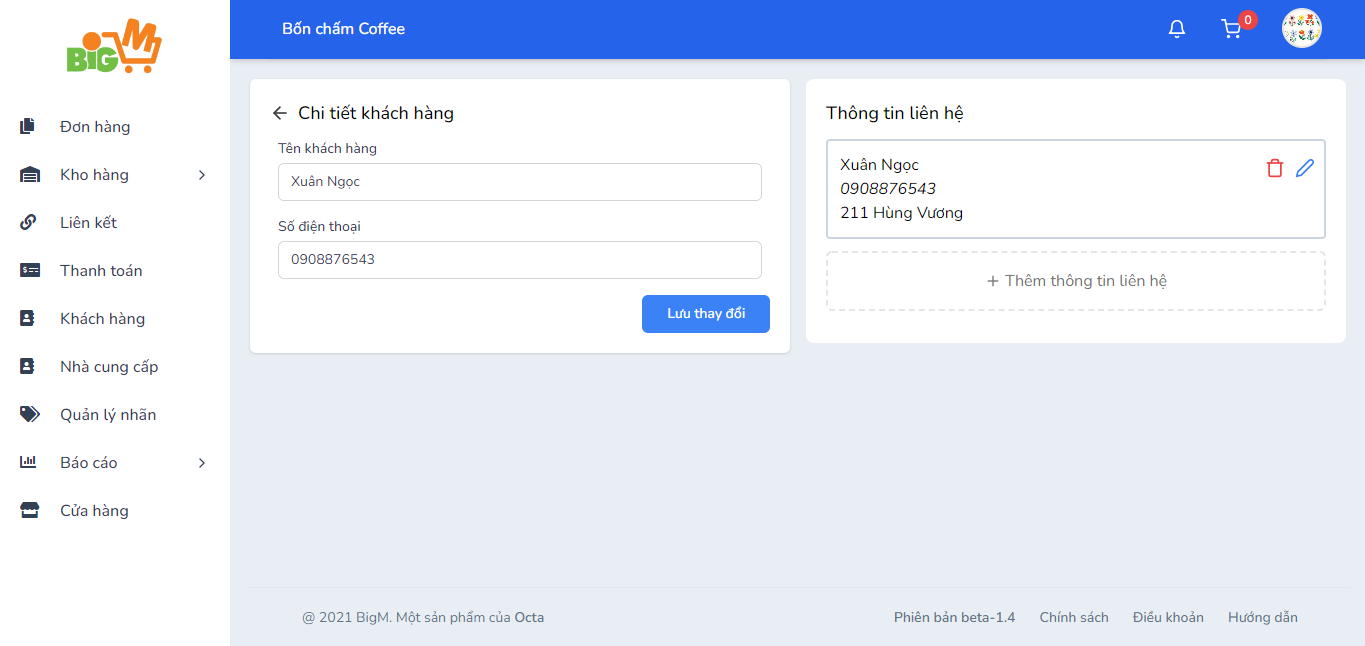 BiGM
Đơn hàng
Kho hàng
Liên kết
Thanh toán
Khách hàng
Nhà cung cấp
Quản lý nhãn
Báo cáo
Cửa hàng
Bốn chấm Coffee
0
Chi tiết khách hàng
Tên khách hàng
Xuân Ngọc
Số điện thoại
0908876543
Lưu thay đổi
Thông tin liên hệ
Xuân Ngọc
0908876543
211 Hùng Vương
+ Thêm thông tin liên hệ
@ 2021 BigM. Một sản phẩm của Octa
Phiên bản beta-1.4 Chính sách Điều khoản Hướng dẫn